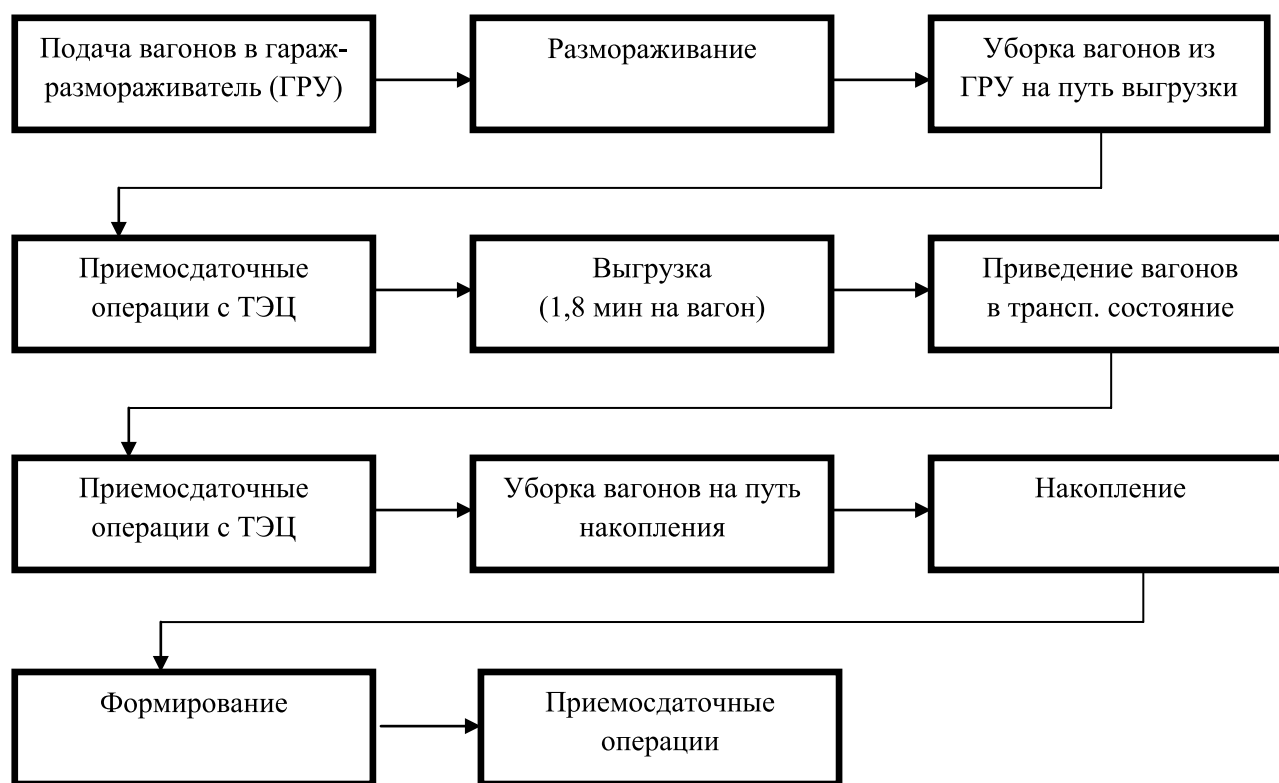 Подача вагонов в гараж-
размораживатель (ГРУ)
Размораживание
Уборка вагонов из
ГРУ на путь выгрузки
Приемосдаточные
операции с ТЭЦ
Выгрузка
(1,8 мин на вагон)
Приведение вагонов
в трансп. состояние
Приемосдаточные
операции с ТЭЦ
Уборка вагонов на путь
накопления
Накопление
Формирование
Приемосдаточные
операции